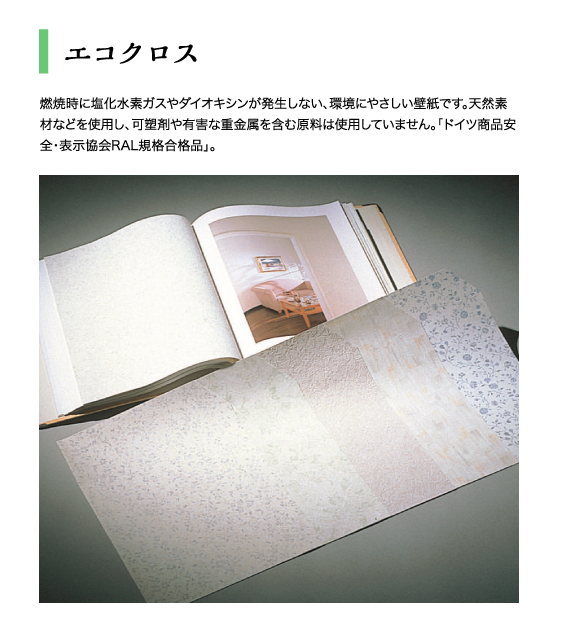 エコクロス
燃焼時に塩化水素ガスやダイオキシンが発生しない、環境にやさしい壁紙です。天然素
材などを使用し、可塑剤や有害な重金属を含む原料は使用していません。「ドイツ商品安
全・表示協会RAL規格合格品」。